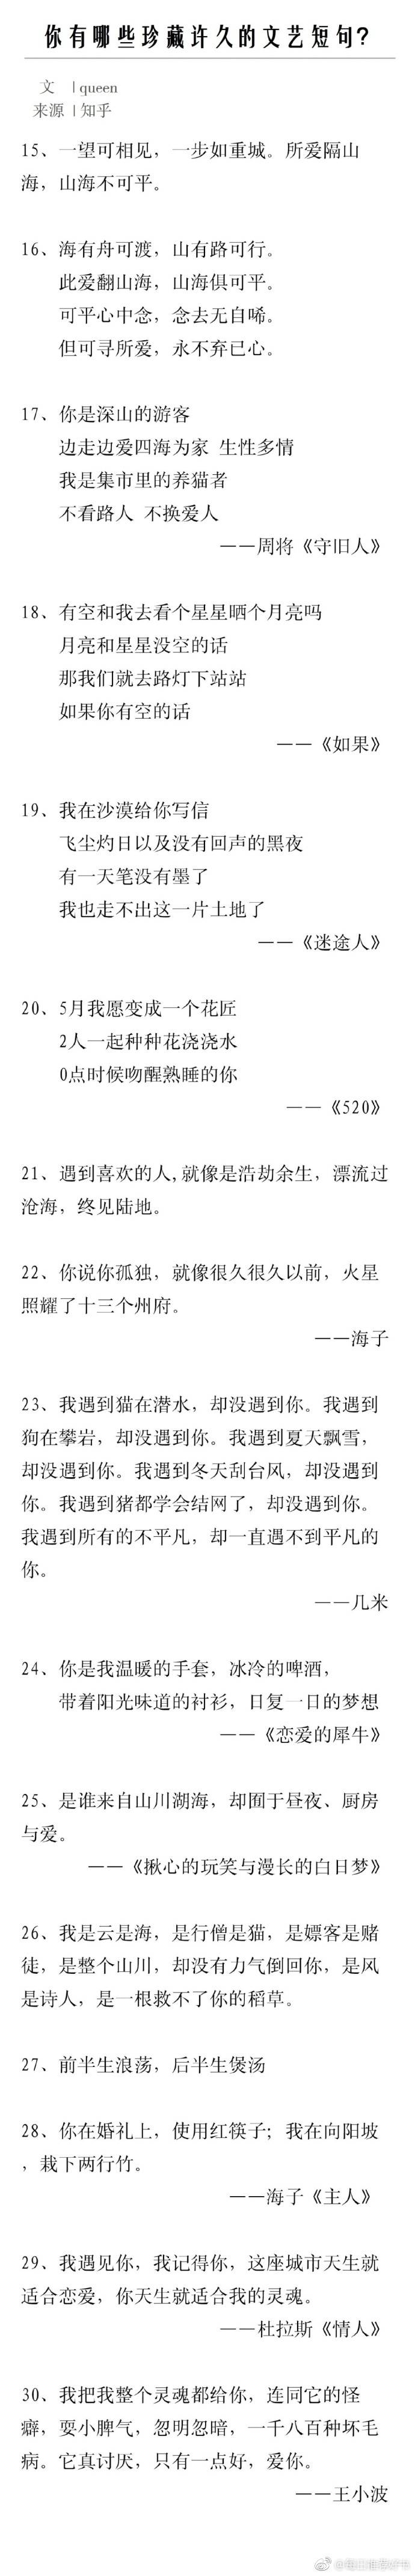 你有哪些珍藏许久的文艺短句?
文 |queen
来源 |知乎
15、一望可相见，一步如重城。所爱隔山
海，山海不可平。
16、海有舟可渡，山有路可行。
此爱翻山海，山海俱可平。
可平心中念，念去无自唏。
但可寻所爱，永不弃已心。
17、你是深山的游客
边走边爱四海为家 生性多情
我是集市里的养猫者
不看路人 不换爱人
——周将《守旧人》
18、有空和我去看个星星晒个月亮吗
月亮和星星没空的话
那我们就去路灯下站站
如果你有空的话
——《如果》
19、我在沙漠给你写信
飞尘灼日以及没有回声的黑夜
有一天笔没有墨了
我也走不出这一片土地了
——《迷途人》
20、5月我愿变成一个花匠
2人一起种种花浇浇水
0点时候吻醒熟睡的你
——《520》
21、遇到喜欢的人,就像是浩劫余生，漂流过
沧海，终见陆地。
22、你说你孤独，就像很久很久以前，火星
照耀了十三个州府。
——海子
23、我遇到猫在潜水，却没遇到你。我遇到
狗在攀岩，却没遇到你。我遇到夏天飘雪，
却没遇到你。我遇到冬天刮台风，却没遇到
你。我遇到猪都学会结网了，却没遇到你。
我遇到所有的不平凡，却一直遇不到平凡的
你。
——几米
24、你是我温暖的手套，冰冷的啤酒，
带着阳光味道的衬衫，日复一日的梦想
——《恋爱的犀牛》
25、是谁来自山川湖海，却囿于昼夜、厨房
与爱。
——《揪心的玩笑与漫长的白日梦》
26、我是云是海，是行僧是猫，是嫖客是赌
徒，是整个山川，却没有力气倒回你，是风
是诗人，是一根救不了你的稻草。
27、前半生浪荡，后半生煲汤
28、你在婚礼上，使用红筷子；我在向阳坡
，栽下两行竹。
——海子《主人》
29、我遇见你，我记得你，这座城市天生就
适合恋爱，你天生就适合我的灵魂。
——杜拉斯《情人》
30、我把我整个灵魂都给你，连同它的怪
癖，耍小脾气，忽明忽暗，一千八百种坏毛
病。它真讨厌，只有一点好，爱你。
——王小波
@每日推荐好书